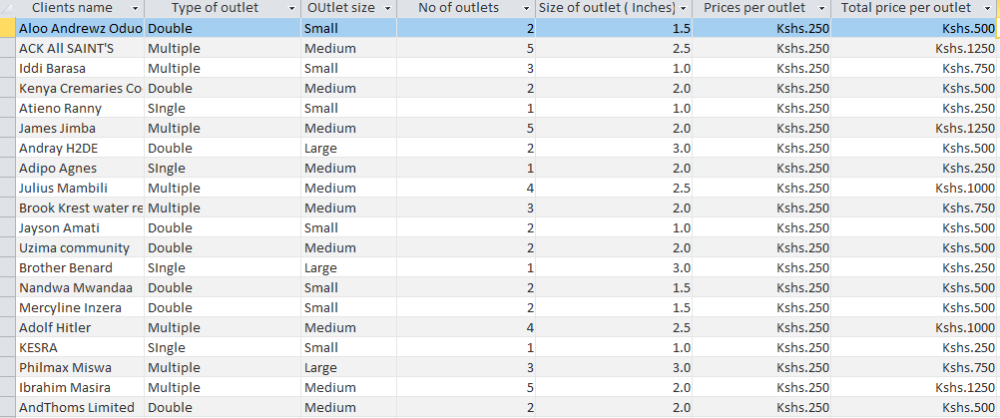 Clients name Type of outlet OUtlet size No of outlets Size of outlet ( Inches) Prices per outlet Total price per outlet
Aloo Andrewz Oduo Double Small 2 1.5 Kshs.250 Kshs.500
ACK All SAINT'S Multiple Medium 5 2.5 Kshs.250 Kshs.1250
Iddi Barasa Multiple Small 3 1.0 Kshs.250 Kshs.750
Kenya Cremaries Co Double Medium 2 2.0 Kshs.250 Kshs.500
Atieno Ranny SIngle Small 1 1.0 Kshs.250 Kshs.250
James Jimba Multiple Medium 5 2.0 Kshs.250 Kshs.1250
Andray H2DE Double Large 2 3.0 Kshs.250 Kshs.500
Adipo Agnes SIngle Medium 1 2.0 Kshs.250 Kshs.250
Julius Mambili Multiple Medium 4 2.5 Kshs.250 Kshs.1000
Brook Krest water re Multiple Medium 3 2.0 Kshs.250 Kshs.750
Jayson Amati Double Small 2 1.0 Kshs.250 Kshs.500
Uzima community Double Medium 2 2.0 Kshs.250 Kshs.500
Brother Benard SIngle Large 1 3.0 Kshs.250 Kshs.250
Nandwa Mwandaa Double Small 2 1.5 Kshs.250 Kshs.500
Mercyline Inzera Double Small 2 1.5 Kshs.250 Kshs.500
Adolf Hitler Multiple Medium 4 2.5 Kshs.250 Kshs.1000
KESRA SIngle Small 1 1.0 Kshs.250 Kshs.250
Philmax Miswa Multiple Large 3 3.0 Kshs.250 Kshs.750
Ibrahim Masira Multiple Medium 5 2.0 Kshs.250 Kshs.1250
AndThoms Limited Double Medium 2 2.0 Kshs.250 Kshs.500